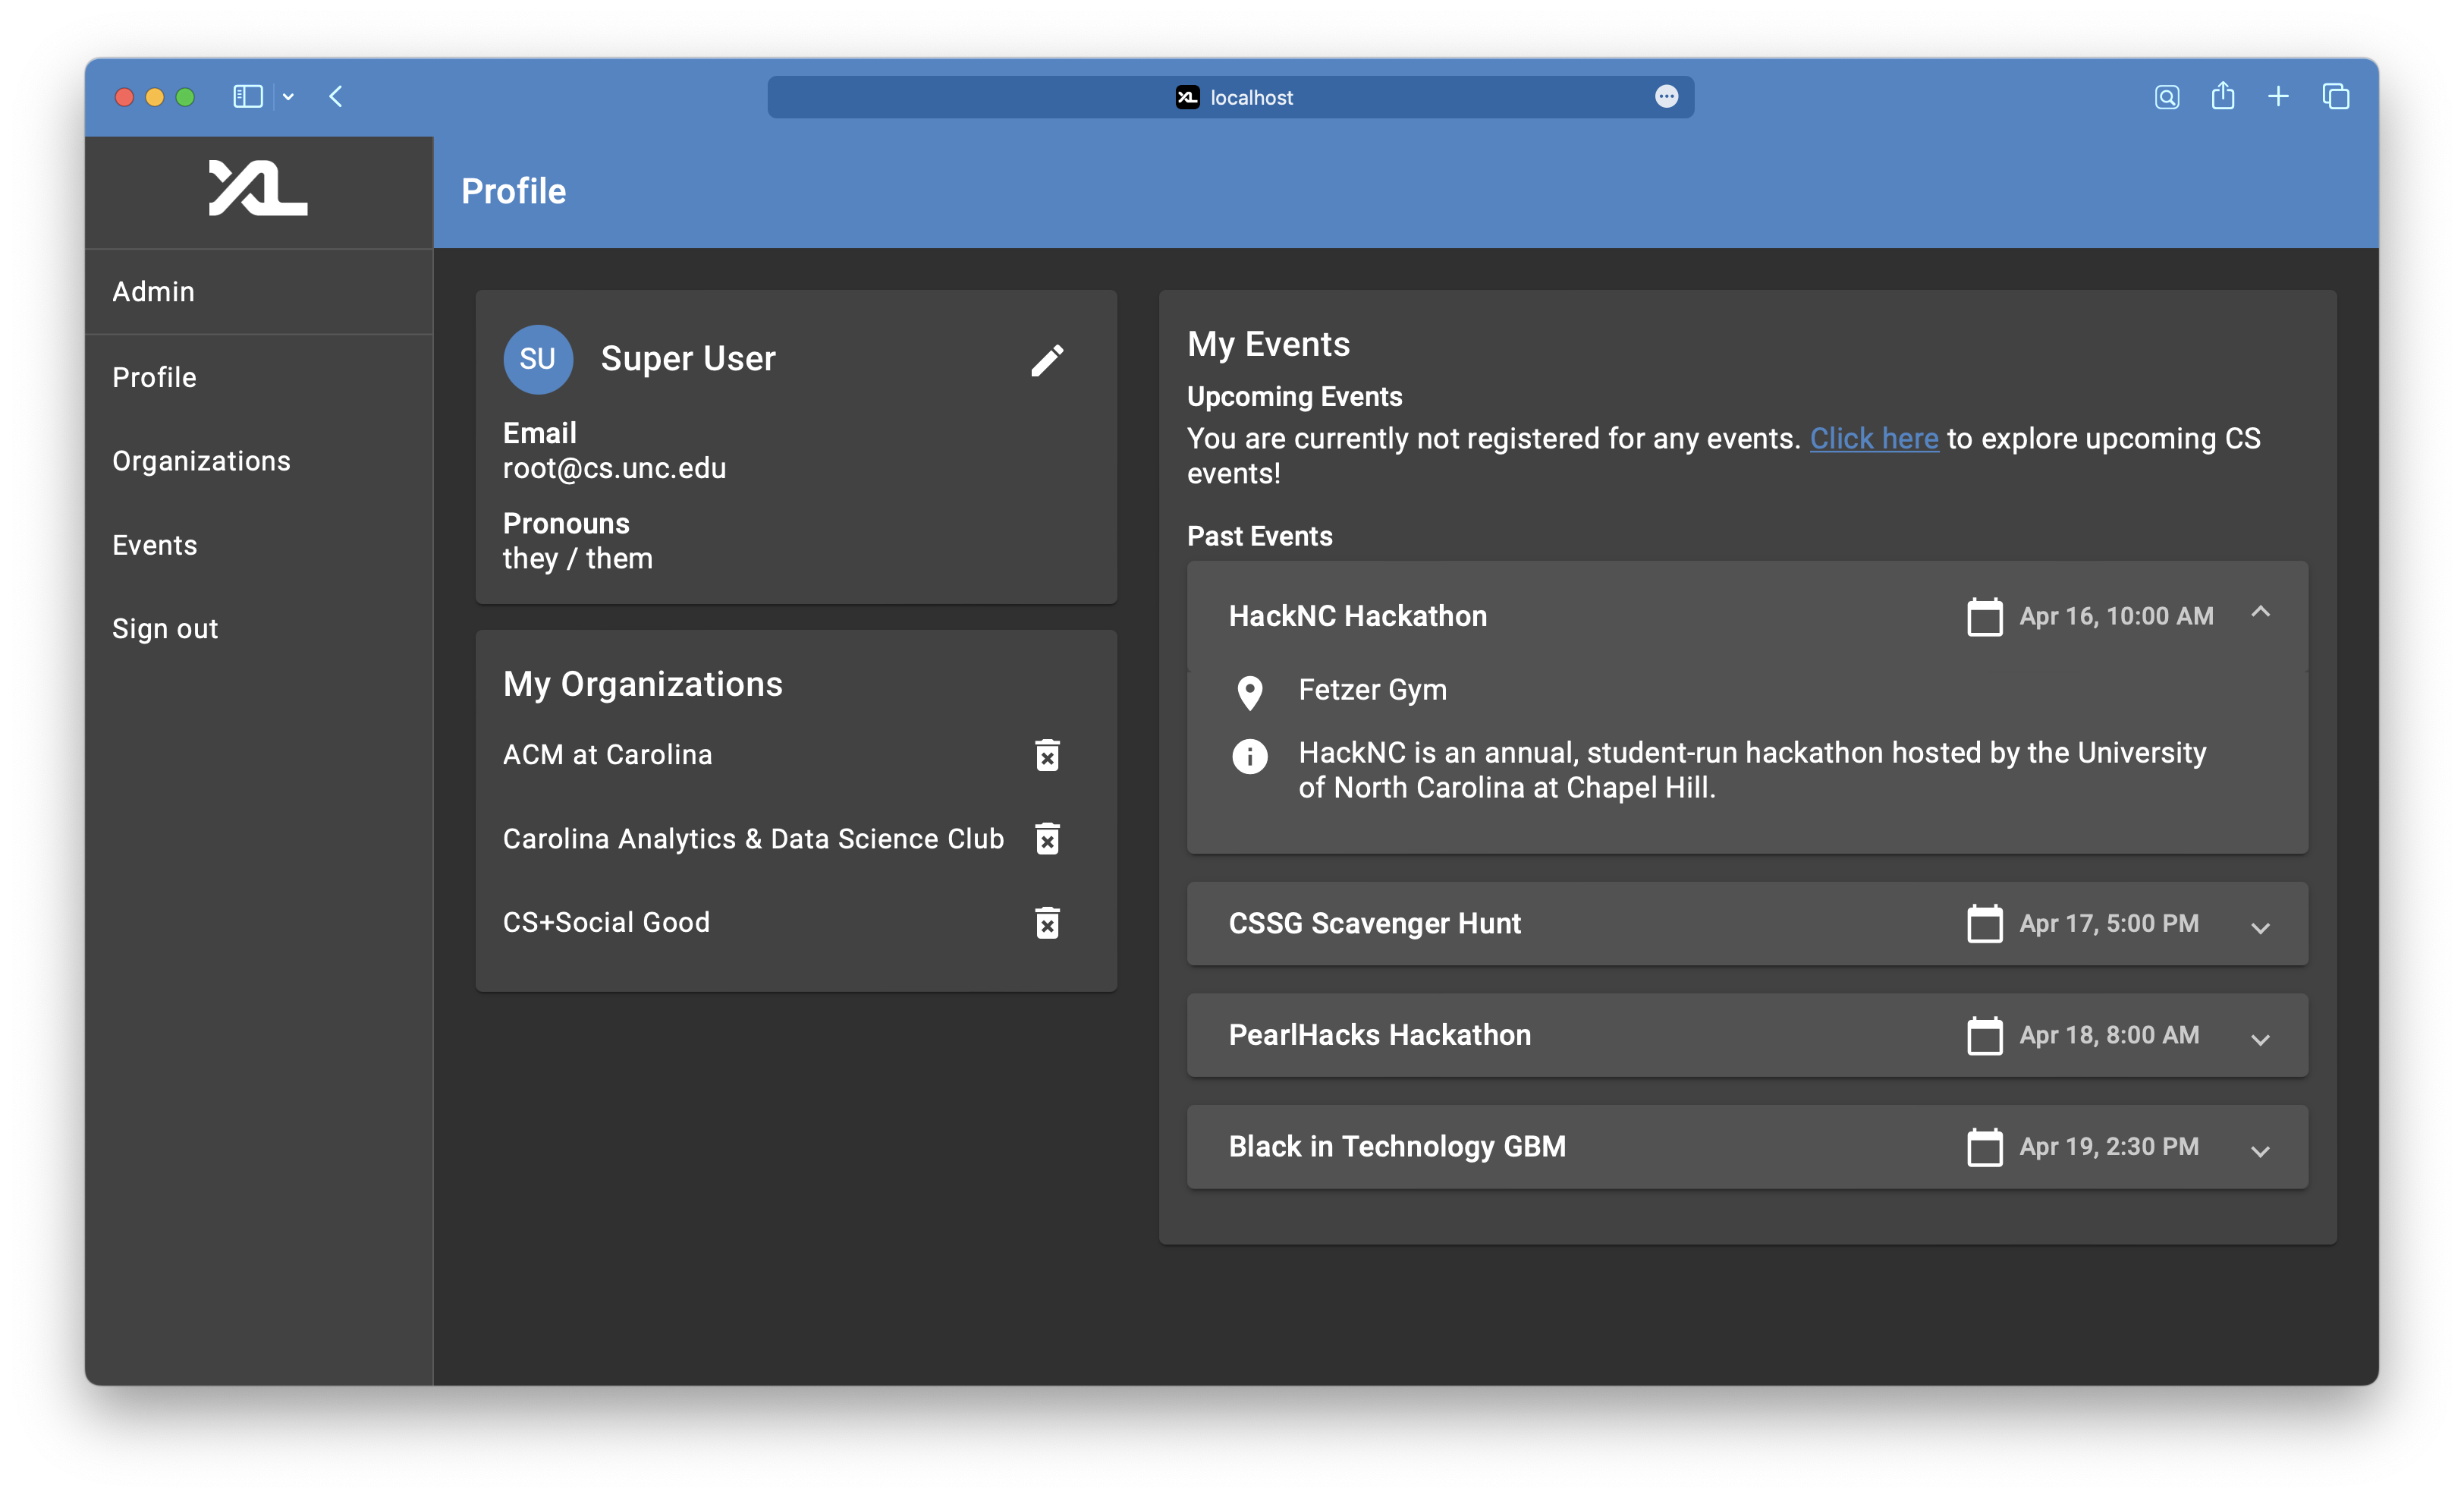 localhost
XL
Profile
Admin
Profile
Organizations
Events
Sign out
SU
Super User
Email
root@cs.unc.edu
Pronouns
they / them
My Organizations
ACM at Carolina
Carolina Analytics & Data Science Club
CS+Social Good
My Events
Upcoming Events
You are currently not registered for any events. Click here to explore upcoming CS
events!
Past Events
HackNC Hackathon
Apr 16, 10:00 AM
Fetzer Gym
HackNC is an annual, student-run hackathon hosted by the University
of North Carolina at Chapel Hill.
CSSG Scavenger Hunt
Apr 17, 5:00 PM
PearlHacks Hackathon
Apr 18, 8:00 AM
Black in Technology GBM
Apr 19, 2:30 PM